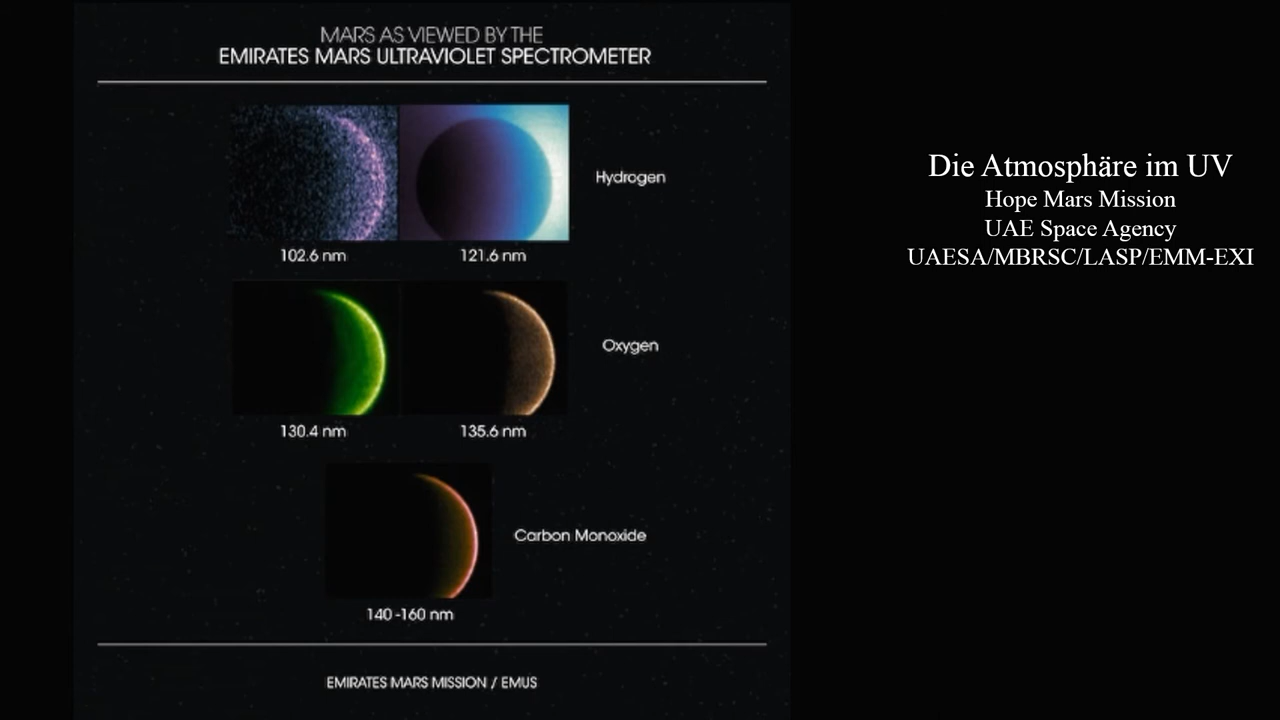 MARS AS VIEWED BY THE
EMIRATES MARS ULTRAVIOLET SPECTROMETER
Hydrogen
102.6 nm
121.6 nm
Oxygen
130.4 nm
135.6 nm
Carbon Monoxide
140-160 nm
EMIRATES MARS MISSION / EMUS
Die Atmosphäre im UV
Hope Mars Mission
UAE Space Agency
UAESA/MBRSC/LASP/EMM-EXI